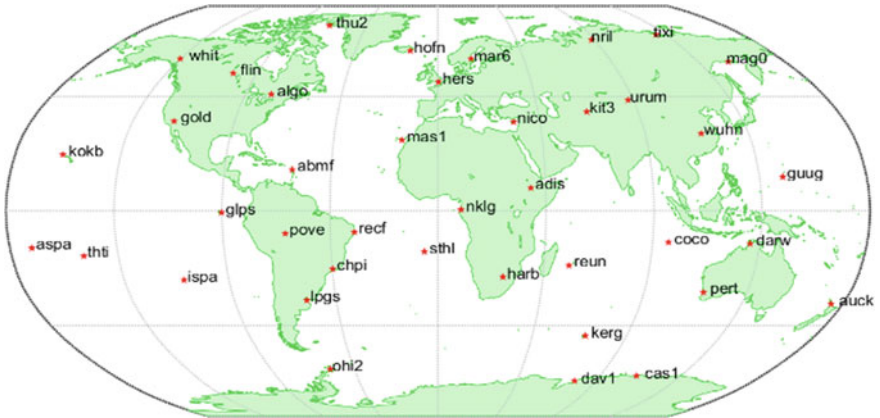 thu2
hofn
nril
tixi
whit
mar6
mag0
flin
hers
algo
urum
kit3
gold
nico
wuhn
mas1
kokb
abmf
guug
adis
glps
nklg
pove
recf
aspa
thti
sthl
coco
darw
chpi
reun
ispa
harb
pert
lpgs
auck
kerg
ohi2
dav1
cas1